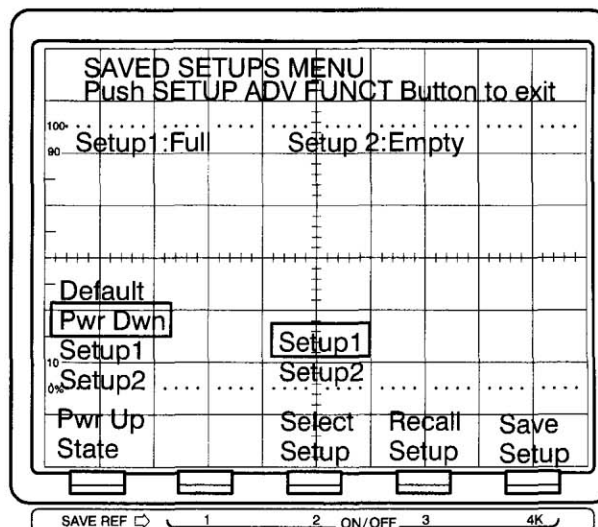 SAVED SETUPS MENU
Push SETUP ADV FUNCT Button to exit
100
90
Setup1:Full Setup 2:Empty
Default
Pwr Dwn
Setup1
Setup2
10
0%
Setup1
Setup2
Pwr Up
State
Select
Setup
Recall
Setup
Save
Setup
SAVE REF ⇨ 1 2 ON/OFF 3 4K